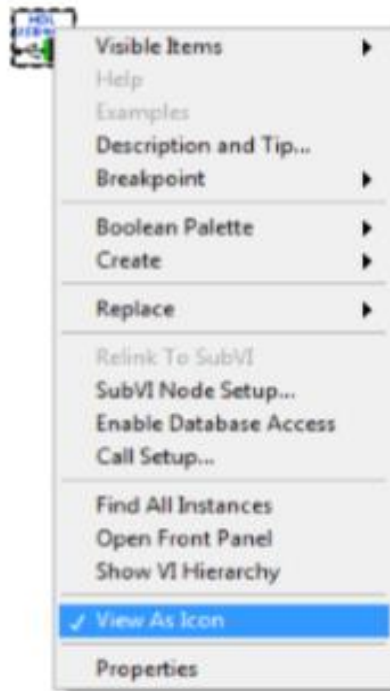 HDL
Visible Items
Help
Examples
Description and Tip...
Breakpoint
Boolean Palette
Create
Replace
Relink To SubVI
SubVI Node Setup...
Enable Database Access
Call Setup...
Find All Instances
Open Front Panel
Show VI Hierarchy
View As Icon
Properties